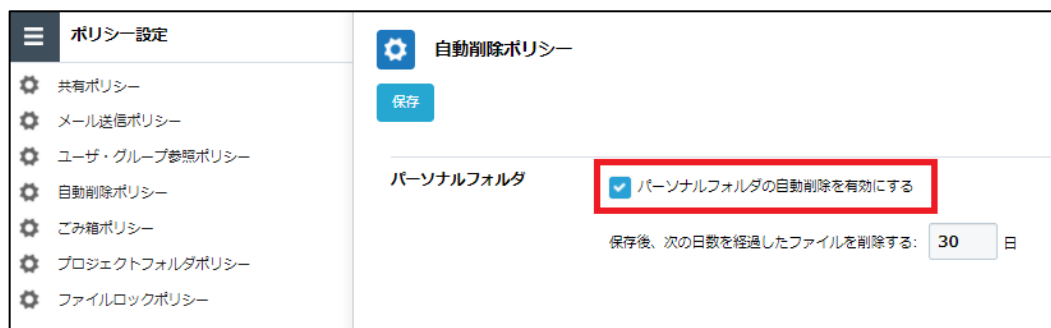 ポリシー設定
共有ポリシー
メール送信ポリシー
ユーザ・グループ参照ポリシー
自動削除ポリシー
ごみ箱ポリシー
プロジェクトフォルダポリシー
ファイルロックポリシー
自動削除ポリシー
保存
パーソナルフォルダ
パーソナルフォルダの自動削除を有効にする
保存後、次の日数を経過したファイルを削除する: 30 日